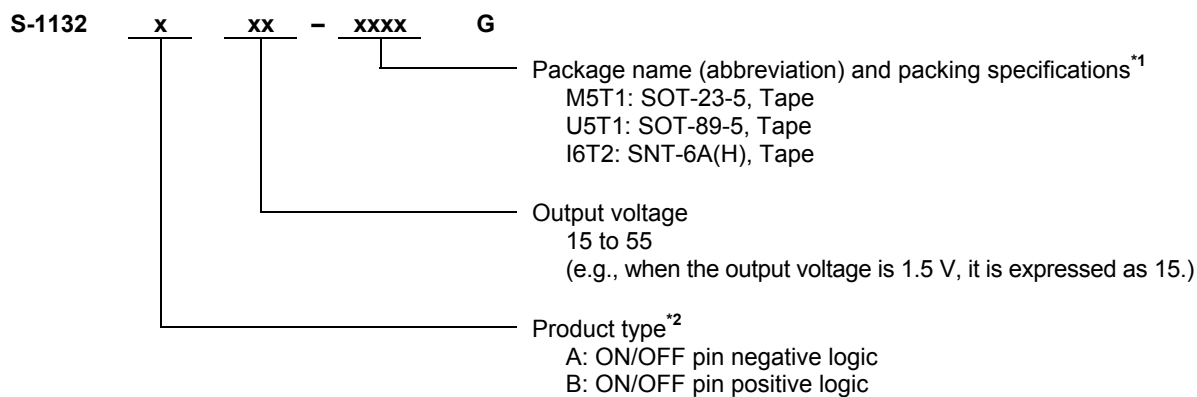 S-1132 x xx – xxxx G
Package name (abbreviation) and packing specifications*1
M5T1: SOT-23-5, Tape
U5T1: SOT-89-5, Tape
I6T2: SNT-6A(H), Tape
Output voltage
15 to 55
(e.g., when the output voltage is 1.5 V, it is expressed as 15.)
Product type*2
A: ON/OFF pin negative logic
B: ON/OFF pin positive logic